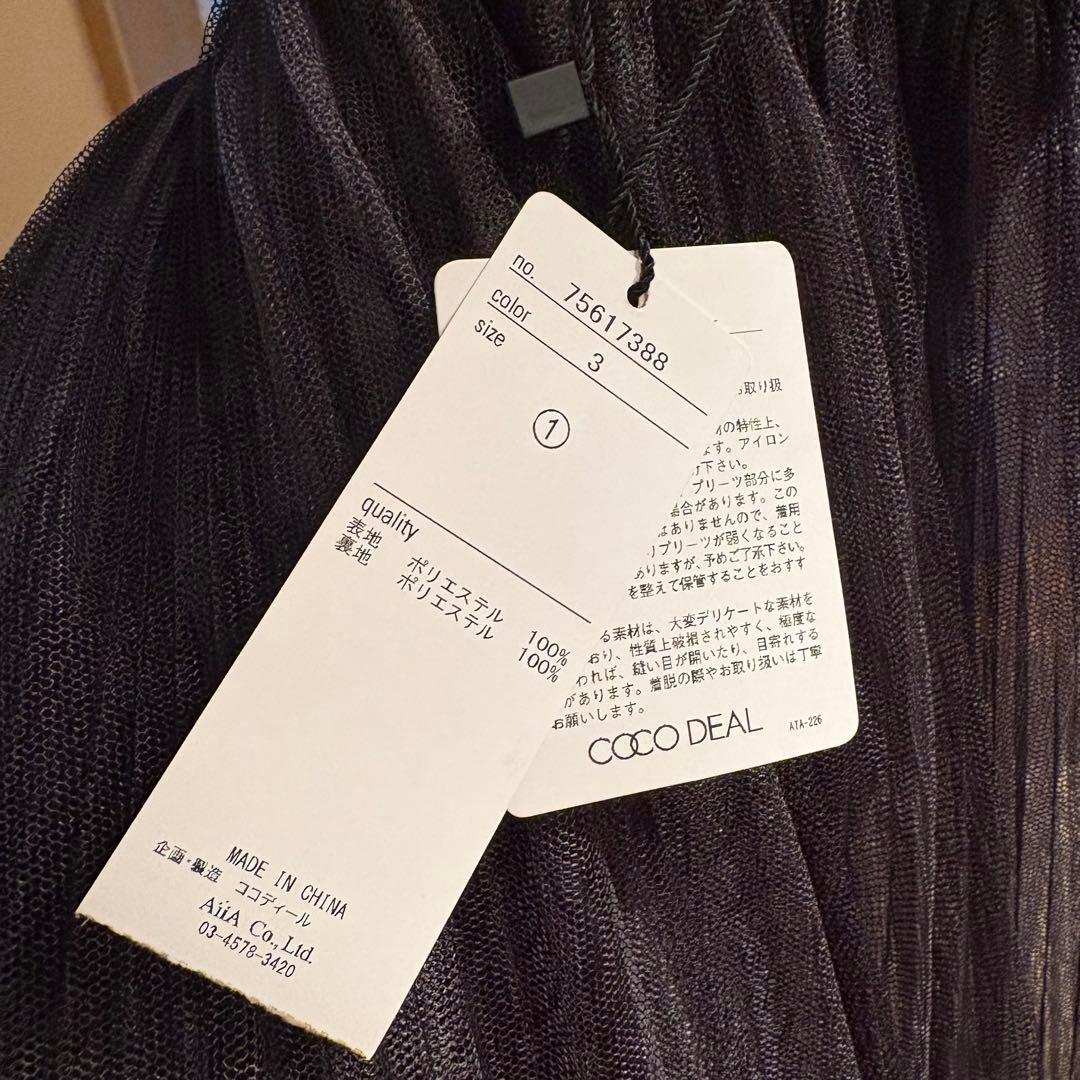 no. 75617388
color 3
size
①
quality
表地 ポリエステル 100%
裏地 ポリエステル 100%
MADE IN CHINA
企画・製造 ココディール
AiiA Co., Ltd.
03-4578-3420
取り扱
の特性上、
ます。アイロン
下さい。
プリーツ部分に多
場合があります。この
はありませんので、着用
りプリーツが弱くなること
ありますが、予めご了承下さい。
を整えて保管することをおすす
る素材は、大変デリケートな素材を
おり、性質上破損されやすく、極度な
われば、縫い目が開いたり、目寄れする
があります。着脱の際やお取り扱いは丁寧
お願いします。
COCO DEAL
ATA-226